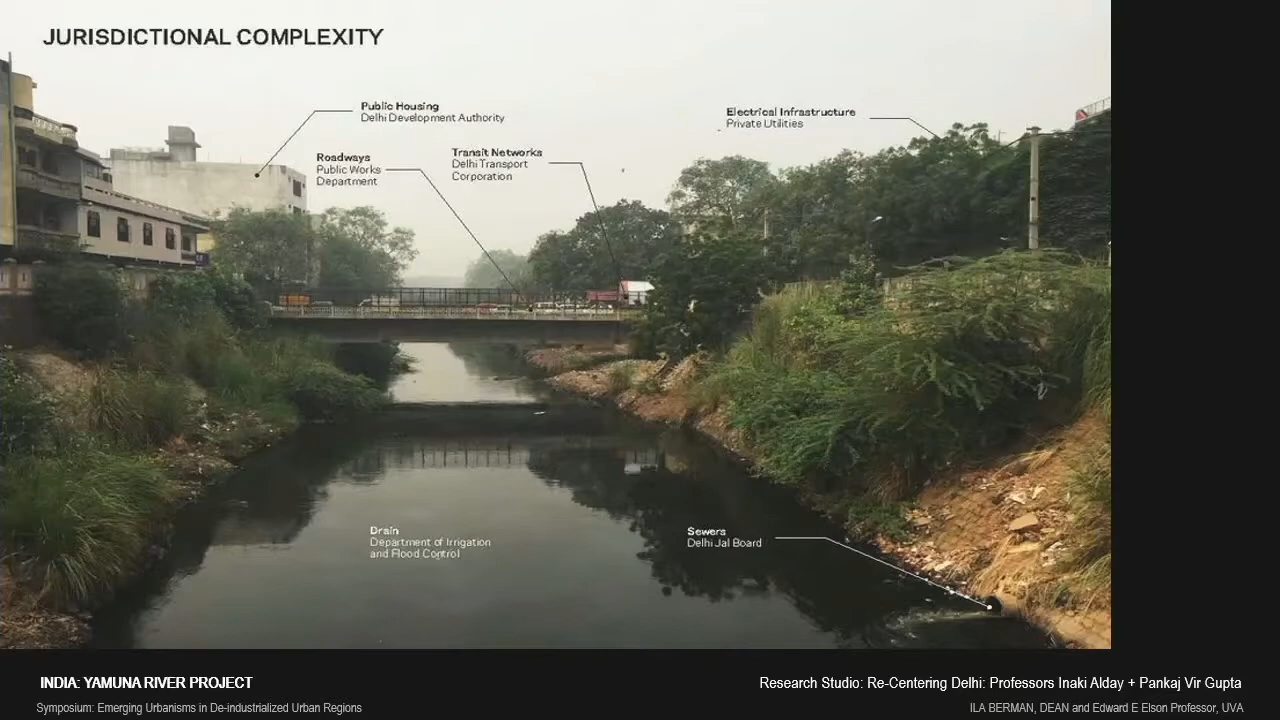 JURISDICTIONAL COMPLEXITY
Public Housing
Delhi Development Authority
Electrical Infrastructure
Private Utilities
Roadways
Public Works
Department
Transit Networks
Delhi Transport
Corporation
Drain
Department of Irrigation
and Flood Control
Sewers
Delhi Jal Board
INDIA: YAMUNA RIVER PROJECT
Research Studio: Re-Centering Delhi: Professors Inaki Alday + Pankaj Vir Gupta
Symposium: Emerging Urbanisms in De-industrialized Urban Regions
ILA BERMAN, DEAN and Edward E Elson Professor, UVA